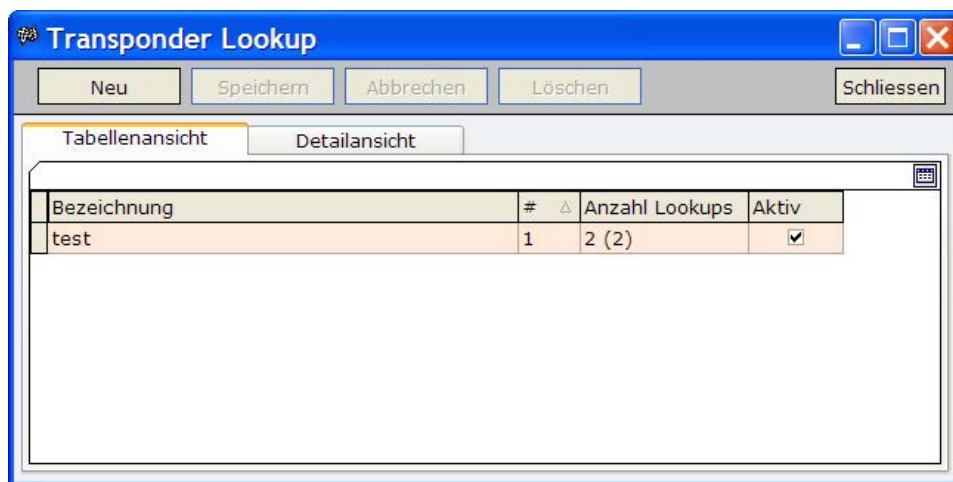 Transponder Lookup
Neu Speichern Abbrechen Löschen Schliessen
Tabellenansicht Detailansicht
Bezeichnung # Anzahl Lookups Aktiv
test 1 2 (2)